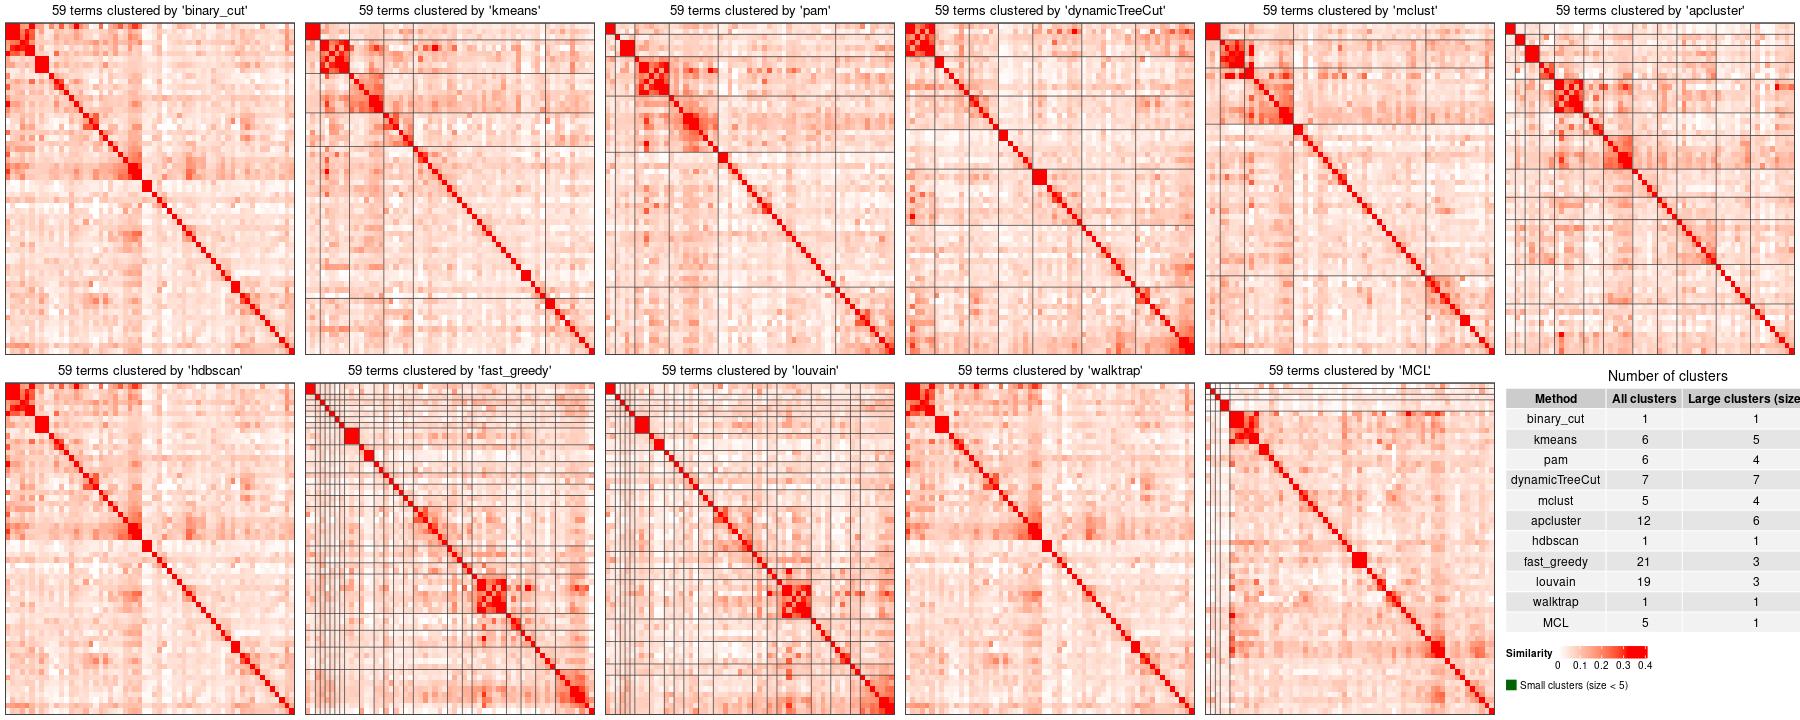 59 terms clustered by 'binary_cut'
59 terms clustered by 'kmeans'
59 terms clustered by 'pam'
59 terms clustered by 'dynamicTreeCut'
59 terms clustered by 'mclust'
59 terms clustered by 'apcluster'
59 terms clustered by 'hdbscan'
59 terms clustered by 'fast_greedy'
59 terms clustered by 'louvain'
59 terms clustered by 'walktrap'
59 terms clustered by 'MCL'
Number of clusters
Method All clusters Large clusters (size
binary_cut 1 1
kmeans 6 5
pam 6 4
dynamicTreeCut 7 7
mclust 5 4
apcluster 12 6
hdbscan 1 1
fast_greedy 21 3
louvain 19 3
walktrap 1 1
MCL 5 1
Similarity
0 0.1 0.2 0.3 0.4
Small clusters (size < 5)